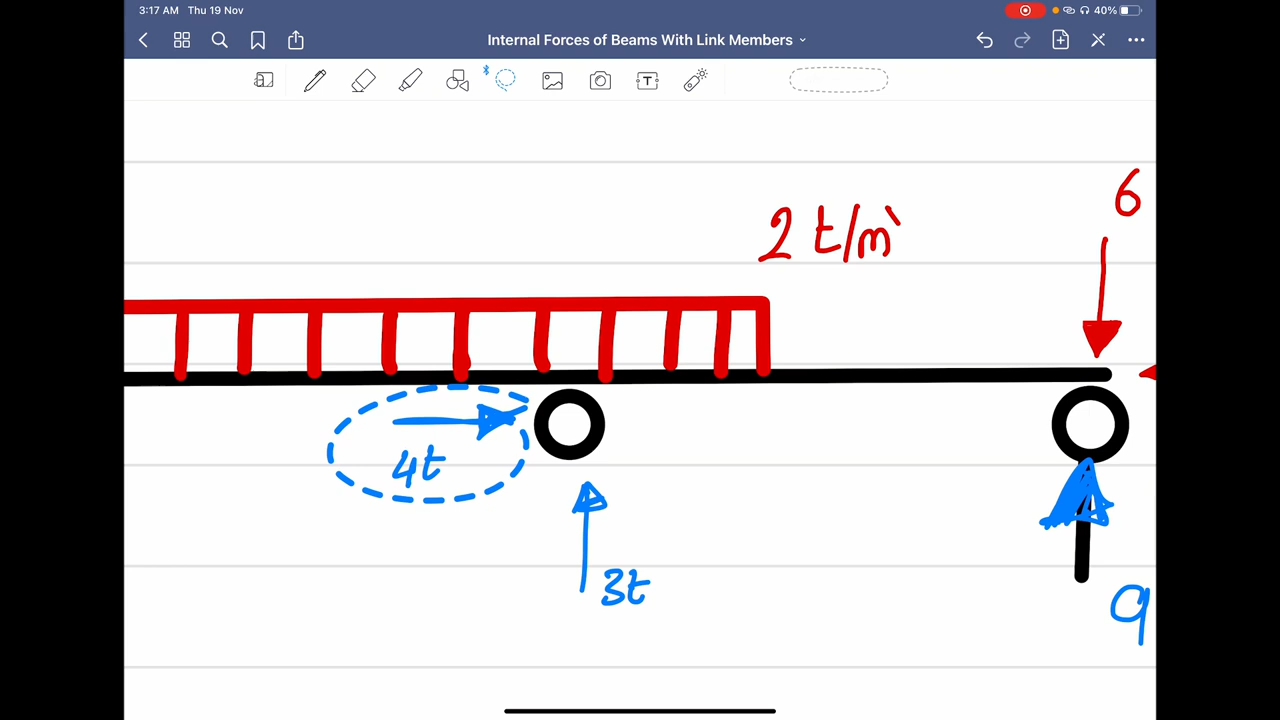 3:17 AM Thu 19 Nov
40%
Internal Forces of Beams With Link Members
T
6
2 t/m`
4t
3t
9